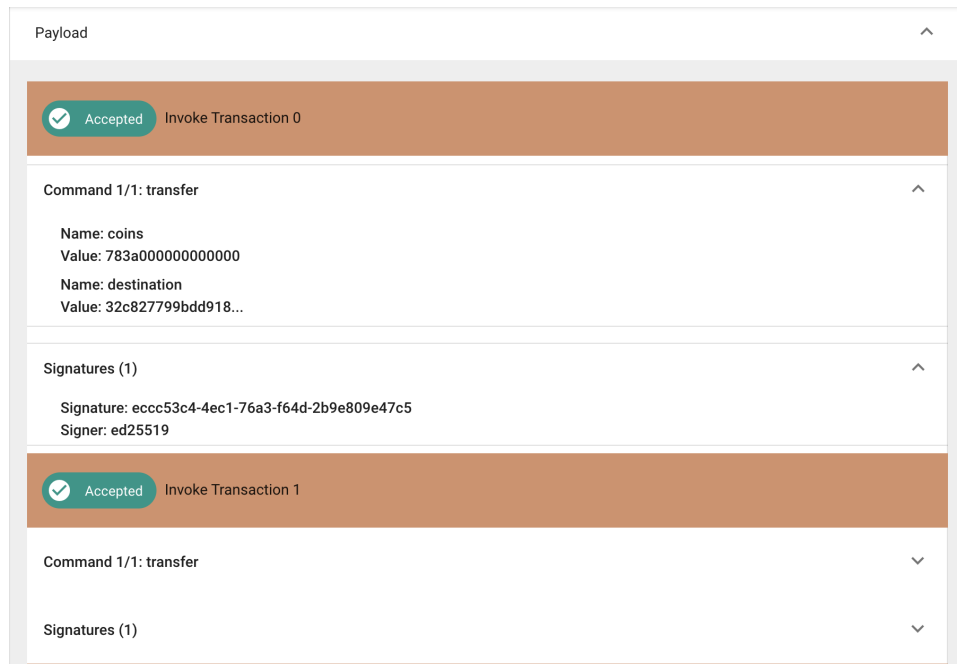 Payload
Accepted Invoke Transaction 0
Command 1/1: transfer
Name: coins
Value: 783a000000000000
Name: destination
Value: 32c827799bdd918...
Signatures (1)
Signature: eccc53c4-4ec1-76a3-f64d-2b9e809e47c5
Signer: ed25519
Accepted Invoke Transaction 1
Command 1/1: transfer
Signatures (1)